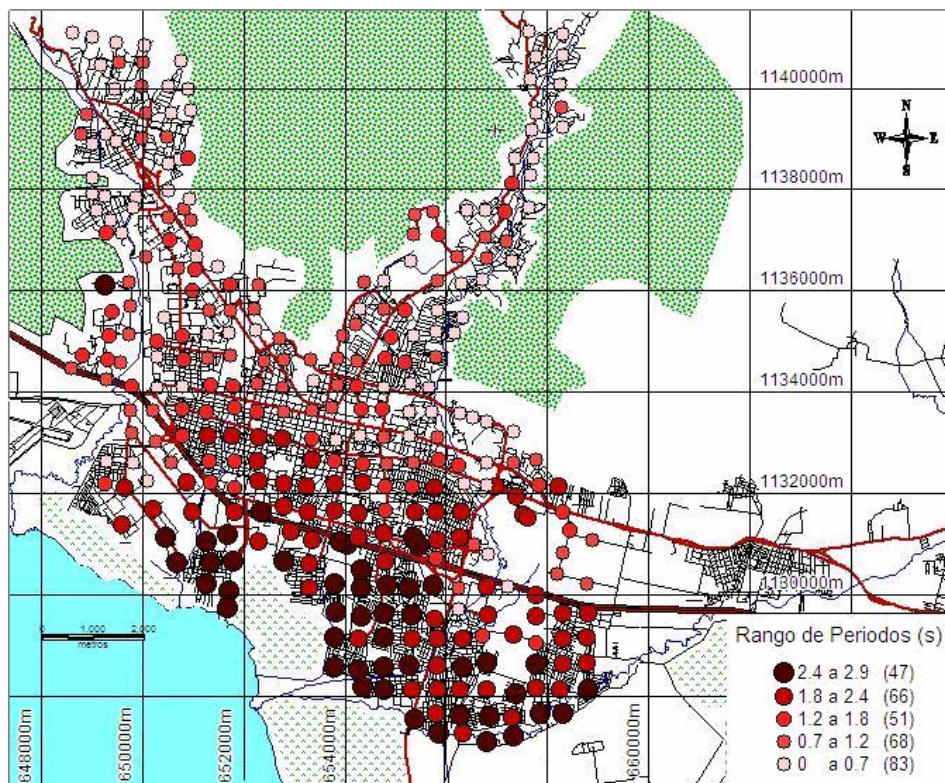 1140000m
N
W E
S
1138000m
1136000m
1134000m
1132000m
1130000m
0 1,000 2,000
metros
Rango de Periodos (s)
2.4 a 2.9 (47)
1.8 a 2.4 (66)
1.2 a 1.8 (51)
0.7 a 1.2 (68)
0 a 0.7 (83)
648000m
650000m
652000m
654000m
660000m